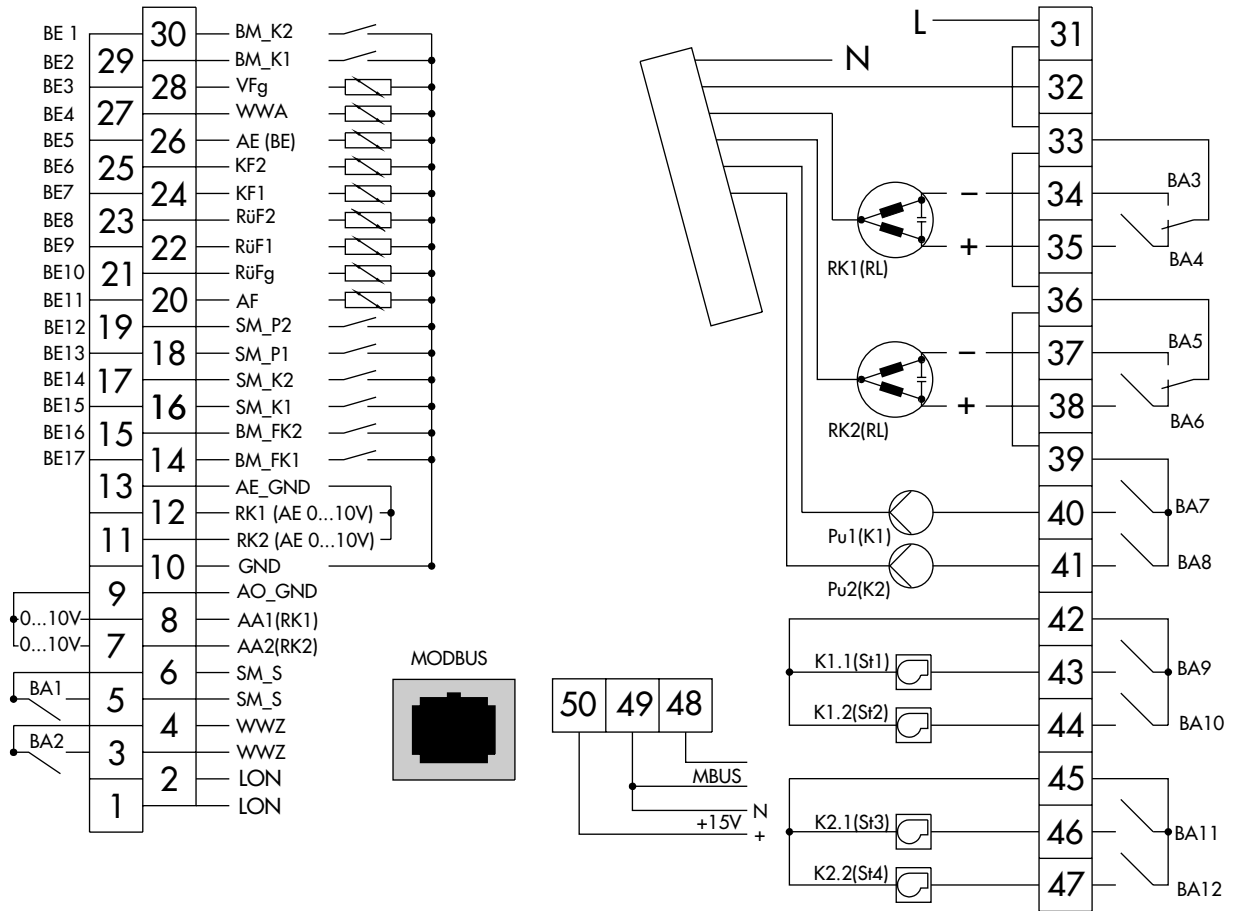 BE 1 30 BM_K2
BE2 29 BM_K1
BE3 28 VFg
BE4 27 WWA
BE5 26 AE (BE)
BE6 25 KF2
BE7 24 KF1
BE8 23 RüF2
BE9 22 RüF1
BE10 21 RüFg
BE11 20 AF
BE12 19 SM_P2
BE13 18 SM_P1
BE14 17 SM_K2
BE15 16 SM_K1
BE16 15 BM_FK2
BE17 14 BM_FK1
13 AE_GND
12 RK1 (AE 0...10V)
11 RK2 (AE 0...10V)
10 GND
9 AO_GND
0...10V 8 AA1(RK1)
0...10V 7 AA2(RK2)
6 SM_S
BA1 5 SM_S
4 WWZ
BA2 3 WWZ
2 LON
1 LON
MODBUS
50 49 48
MBUS
N
+15V +
L 31
N
32
33
− 34 BA3
+ 35 BA4
RK1(RL)
36
− 37 BA5
+ 38 BA6
RK2(RL)
39
40 BA7
Pu1(K1)
41 BA8
Pu2(K2)
42
K1.1(St1) 43 BA9
K1.2(St2) 44 BA10
45
K2.1(St3) 46 BA11
K2.2(St4) 47 BA12